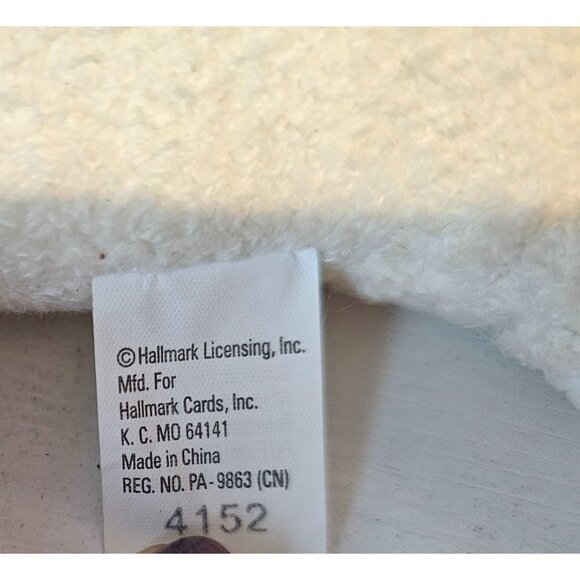 ©Hallmark Licensing, Inc.
Mfd. For
Hallmark Cards, Inc.
K. C. MO 64141
Made in China
REG. NO. PA-9863 (CN)
4152